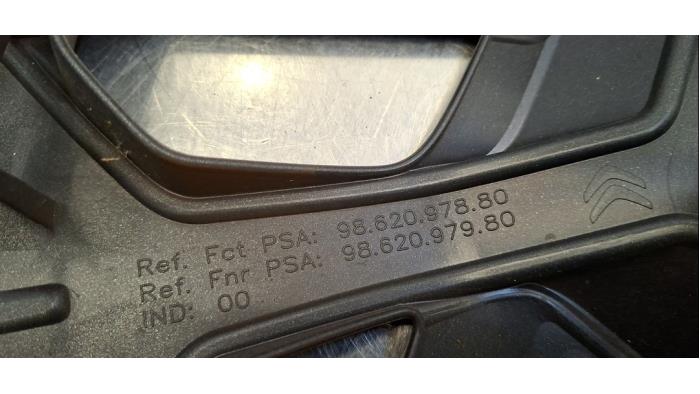 Ref. Fct PSA: 98.620.978.80
Ref. Fnr PSA: 98.620.979.80
IND: 00